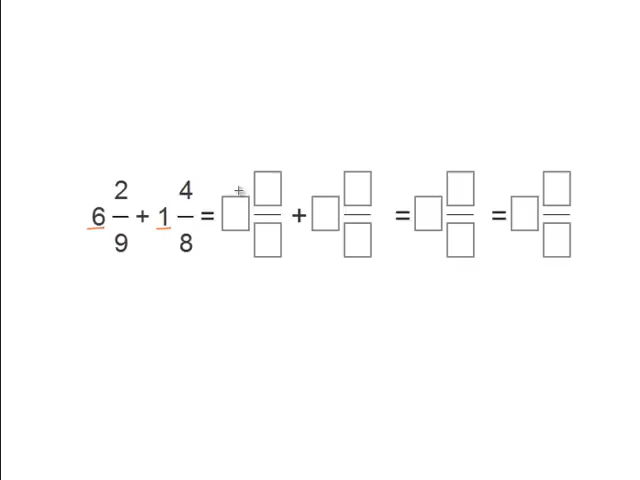 6 2/9 + 1 4/8 = □ □/□ + □ □/□ = □ □/□ = □ □/□